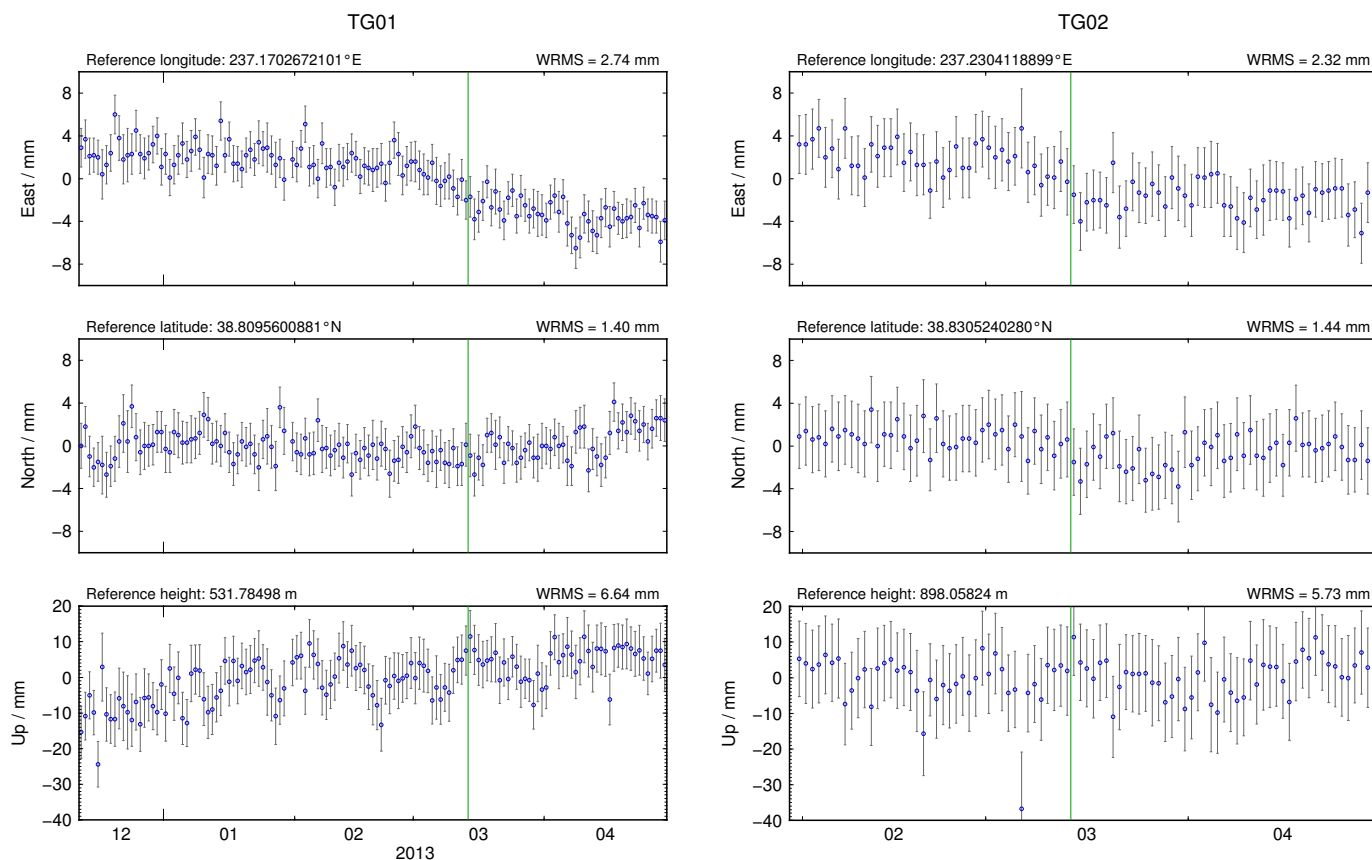 TG01
TG02
Reference longitude: 237.1702672101°E
WRMS = 2.74 mm
Reference longitude: 237.2304118899°E
WRMS = 2.32 mm
8
4
0
−4
−8
East / mm
8
4
0
−4
−8
East / mm
Reference latitude: 38.8095600881°N
WRMS = 1.40 mm
Reference latitude: 38.8305240280°N
WRMS = 1.44 mm
8
4
0
−4
−8
North / mm
8
4
0
−4
−8
North / mm
Reference height: 531.78498 m
WRMS = 6.64 mm
Reference height: 898.05824 m
WRMS = 5.73 mm
20
10
0
−10
−20
−30
−40
Up / mm
20
10
0
−10
−20
−30
−40
Up / mm
12 01 02 03 04
2013
02 03 04